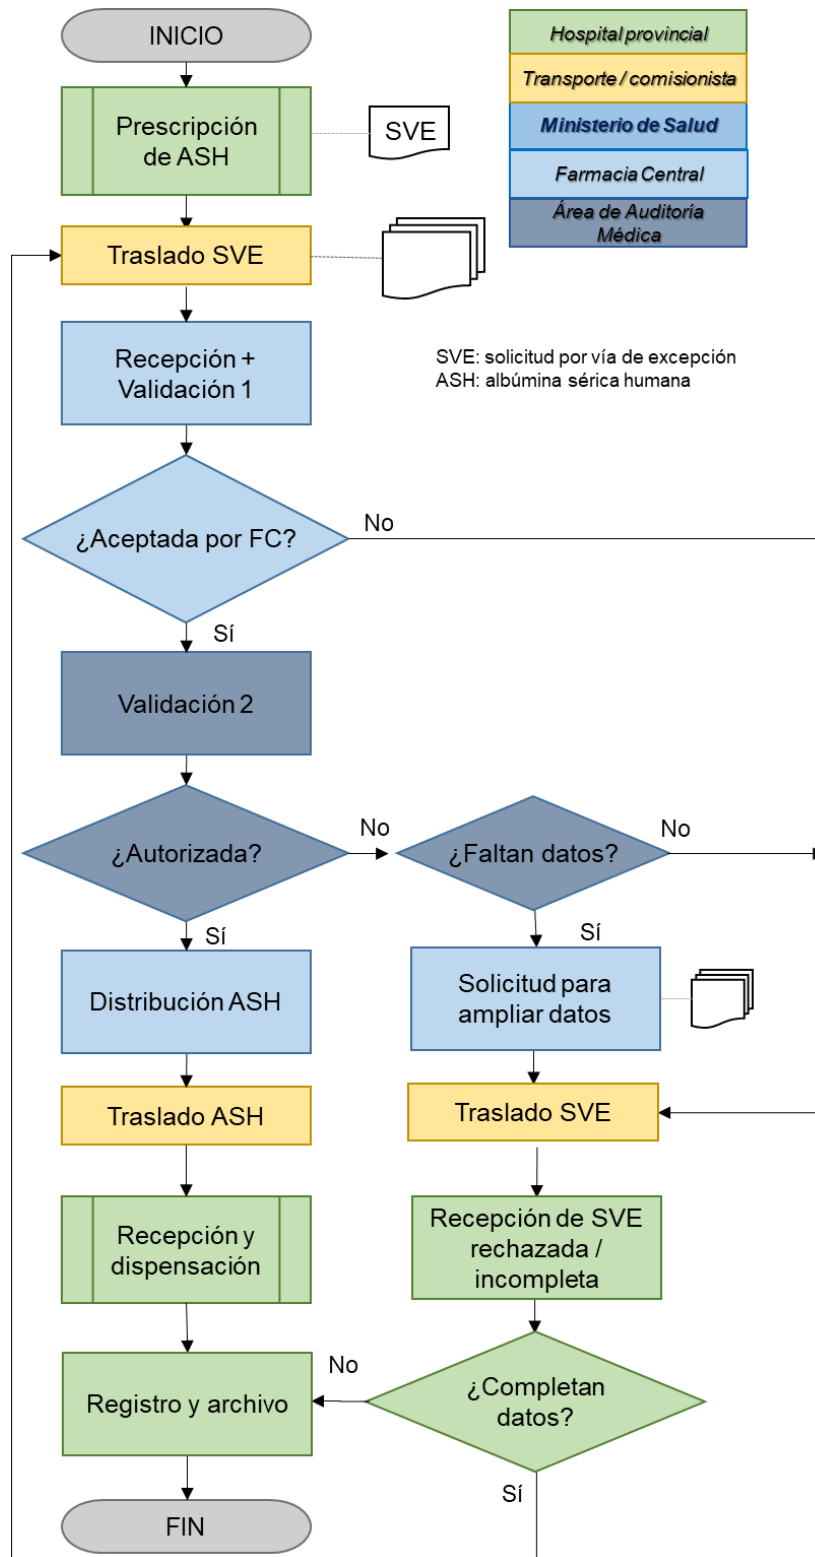 INICIO
Prescripción
de ASH
SVE
Hospital provincial
Transporte / comisionista
Ministerio de Salud
Farmacia Central
Área de Auditoría
Médica
Traslado SVE
Recepción +
Validación 1
SVE: solicitud por vía de excepción
ASH: albúmina sérica humana
¿Aceptada por FC?
No
Sí
Validación 2
¿Autorizada?
No
¿Faltan datos?
No
Sí
Sí
Distribución ASH
Solicitud para
ampliar datos
Traslado ASH
Traslado SVE
Recepción y
dispensación
Recepción de SVE
rechazada /
incompleta
Registro y archivo
No
¿Completan
datos?
Sí
FIN